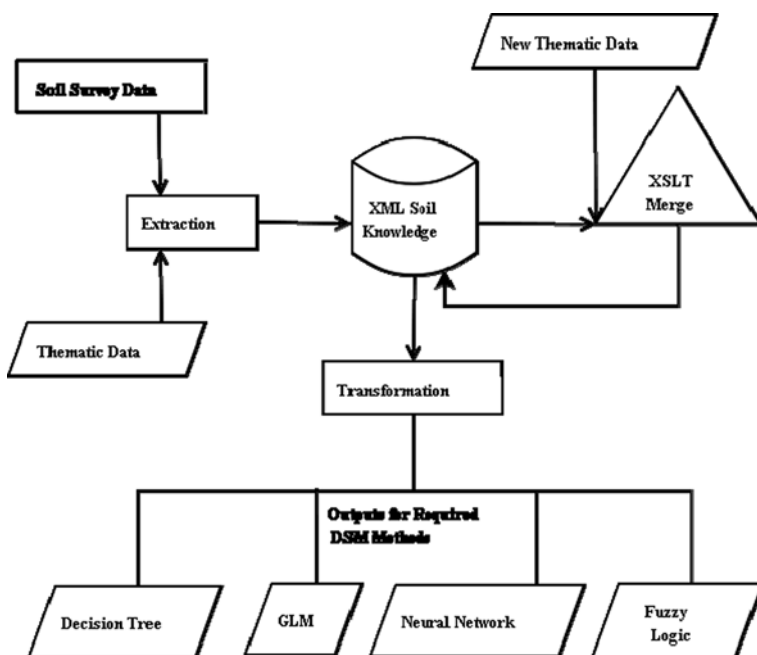 New Thematic Data
Soil Survey Data
XSLT
Merge
XML Soil
Knowledge
Extraction
Thematic Data
Transformation
Outputs for Required
DSM Methods
Decision Tree
GLM
Neural Network
Fuzzy
Logic